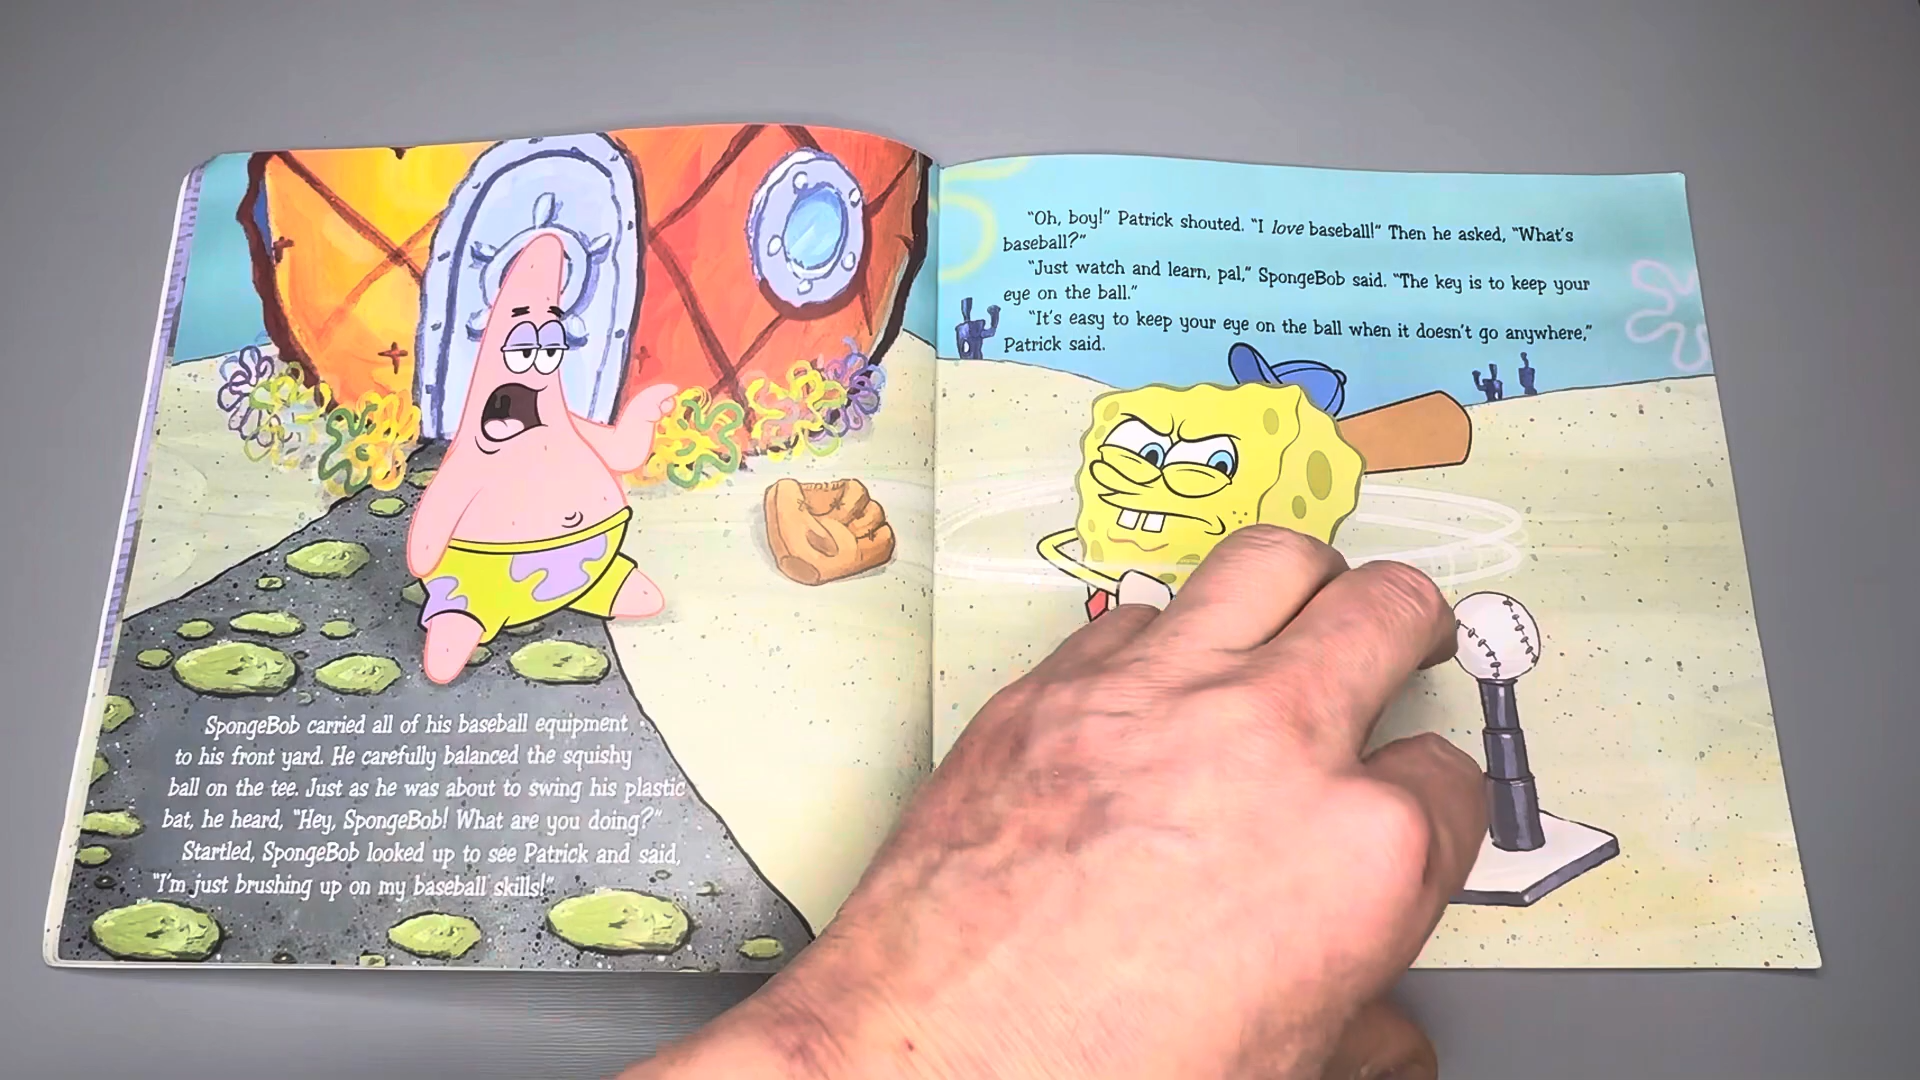 SpongeBob carried all of his baseball equipment
to his front yard. He carefully balanced the squishy
ball on the tee. Just as he was about to swing his plastic
bat, he heard, “Hey, SpongeBob! What are you doing?”
Startled, SpongeBob looked up to see Patrick and said,
“I’m just brushing up on my baseball skills!”
“Oh, boy!” Patrick shouted. “I love baseball!” Then he asked, “What’s
baseball?”
“Just watch and learn, pal,” SpongeBob said. “The key is to keep your
eye on the ball.”
“It’s easy to keep your eye on the ball when it doesn’t go anywhere,”
Patrick said.